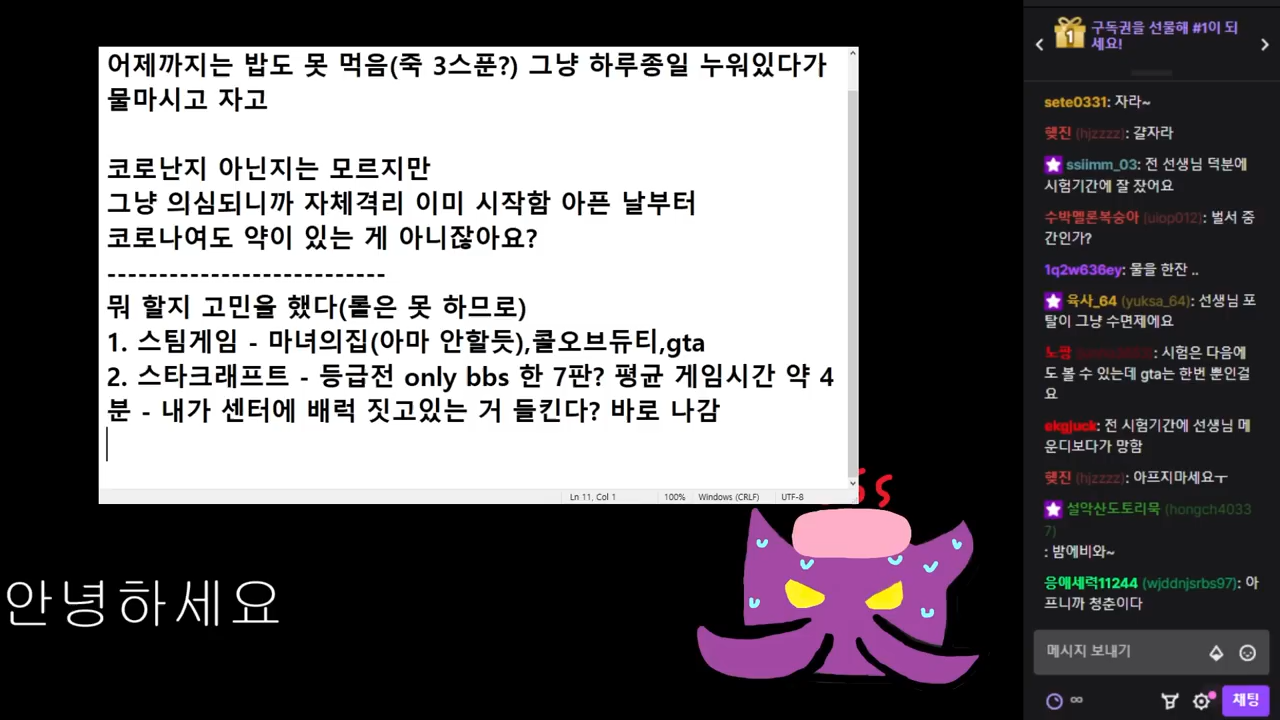 어제까지는 밥도 못 먹음(죽 3스푼?) 그냥 하루종일 누워있다가
물마시고 자고
코로난지 아닌지는 모르지만
그냥 의심되니까 자체격리 이미 시작함 아픈 날부터
코로나여도 약이 있는 게 아니잖아요?
---------------------------
뭐 할지 고민을 했다(롤은 못 하므로)
1. 스팀게임 - 마녀의집(아마 안할듯),콜오브듀티,gta
2. 스타크래프트 - 등급전 only bbs 한 7판? 평균 게임시간 약 4
분 - 내가 센터에 배럭 짓고있는 거 들킨다? 바로 나감
Ln 11, Col 1
100%
Windows (CRLF)
UTF-8
ss
안녕하세요
1
구독권을 선물해 #1이 되
세요!
sete0331: 자라~
헺진 (hjzzzz): 걀자라
ssiimm_03: 전 선생님 덕분에
시험기간에 잘 잤어요
수박멜론복숭아 (uipp012): 벌서 중
간인가?
1q2w636ey: 물을 한잔 ..
육사_64 (yuksa_64): 선생님 포
탈이 그냥 수면제에요
노짱 : 시험은 다음에
도 볼 수 있는데 gta는 한번 뿐인걸
요
ekgjuck: 전 시험기간에 선생님 메
운디보다가 망함
헺진 (hjzzzz): 아프지마세요ㅜ
설악산도토리묵 (hongch4033
7)
: 밤에비와~
응애세력11244 (wjddnjsrbs97): 아
프니까 청춘이다
메시지 보내기
채팅